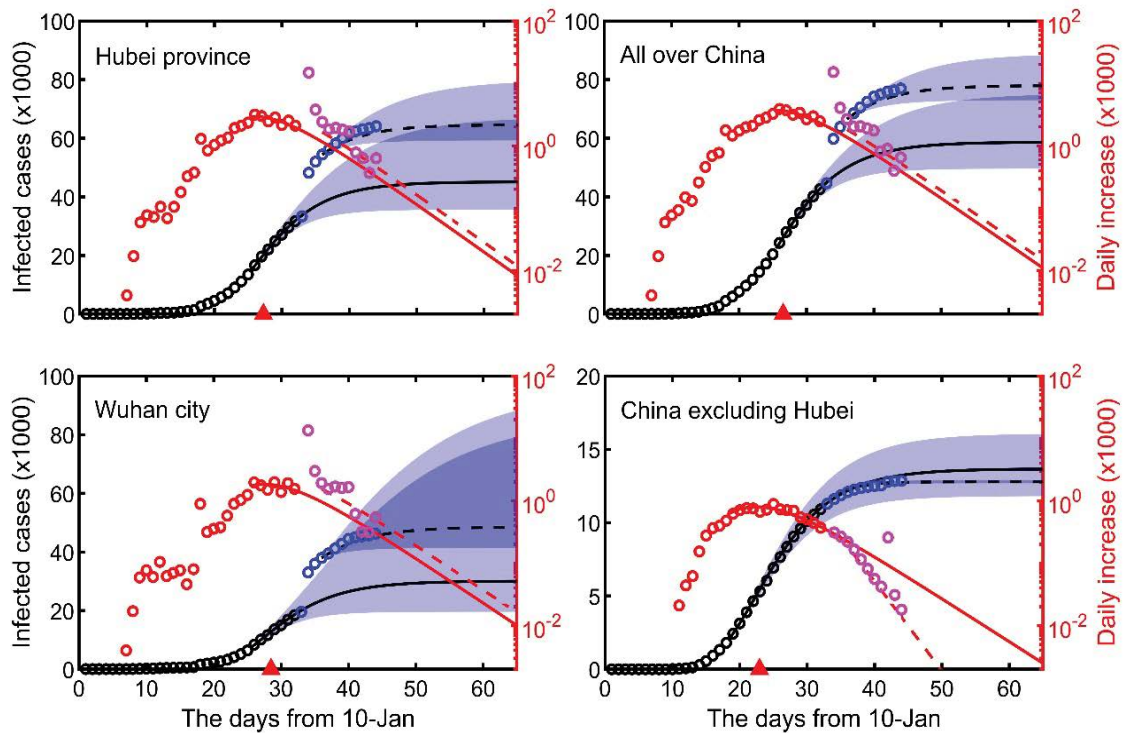 Infected cases (x1000)
100
80
60
40
20
0
Hubei province
100
80
60
40
20
0
All over China
10^2
10^0
10^-2
Daily increase (x1000)
Infected cases (x1000)
100
80
60
40
20
0
Wuhan city
0 10 20 30 40 50 60
The days from 10-Jan
10^2
10^0
10^-2
20
15
10
5
0
China excluding Hubei
0 10 20 30 40 50 60
The days from 10-Jan
10^2
10^0
10^-2
Daily increase (x1000)
10^2
10^0
10^-2